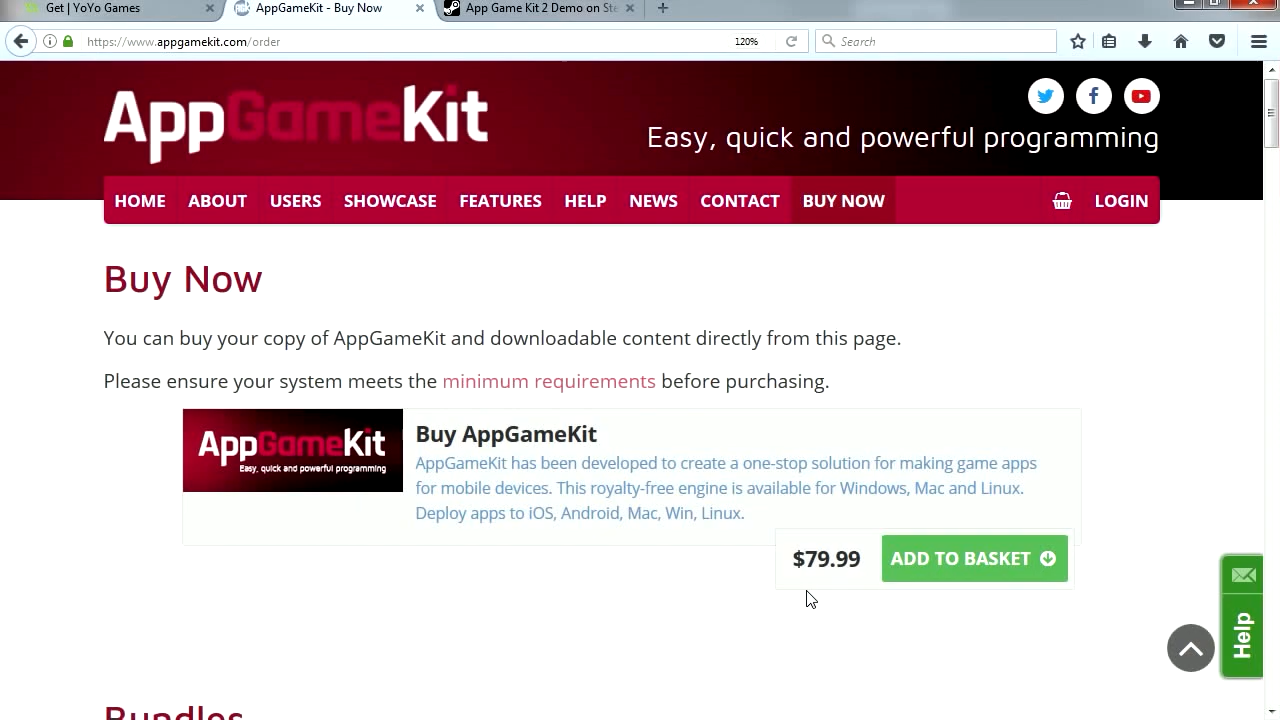 Get | YoYo Games
AppGameKit - Buy Now
App Game Kit 2 Demo on Ste
https://www.appgamekit.com/order
120%
Search
AppGameKit
Easy, quick and powerful programming
HOME ABOUT USERS SHOWCASE FEATURES HELP NEWS CONTACT BUY NOW LOGIN
Buy Now
You can buy your copy of AppGameKit and downloadable content directly from this page.
Please ensure your system meets the minimum requirements before purchasing.
AppGameKit
Easy, quick and powerful programming
Buy AppGameKit
AppGameKit has been developed to create a one-stop solution for making game apps
for mobile devices. This royalty-free engine is available for Windows, Mac and Linux.
Deploy apps to iOS, Android, Mac, Win, Linux.
$79.99
ADD TO BASKET
Help
Bundles